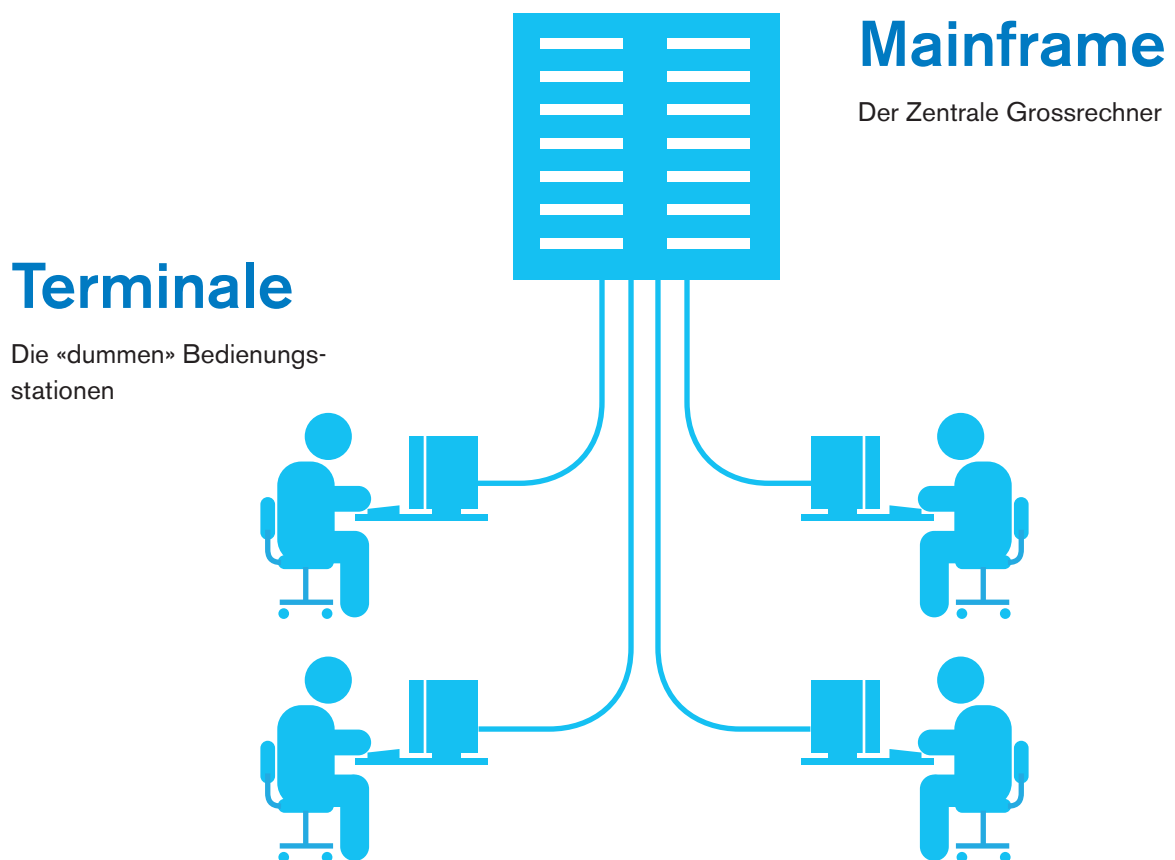 Mainframe
Der Zentrale Grossrechner
Terminale
Die «dummen» Bedienungs-
stationen